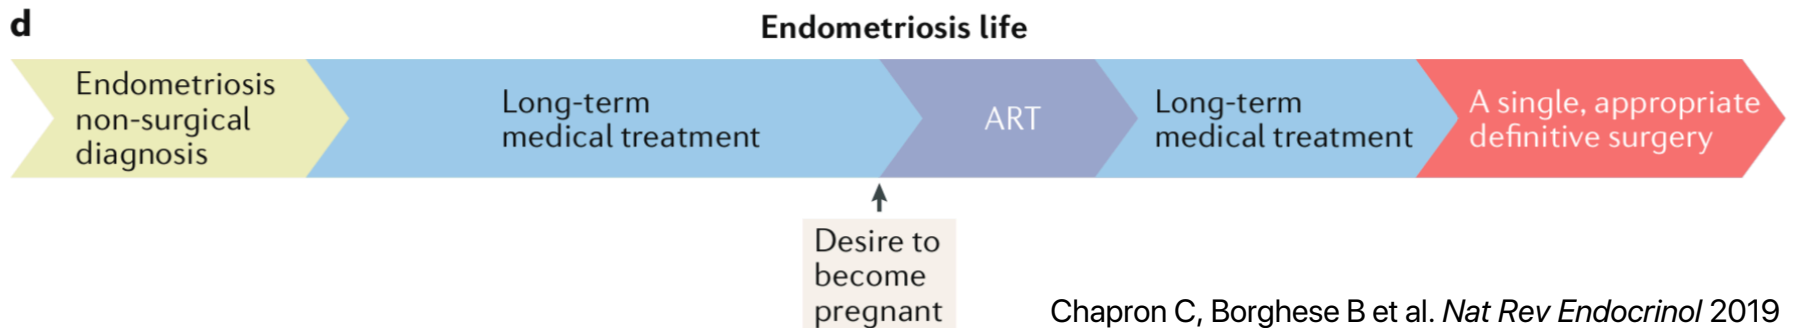 d
Endometriosis life
Endometriosis
non-surgical
diagnosis
Long-term
medical treatment
ART
Long-term
medical treatment
A single, appropriate
definitive surgery
Desire to
become
pregnant
Chapron C, Borghese B et al. Nat Rev Endocrinol 2019